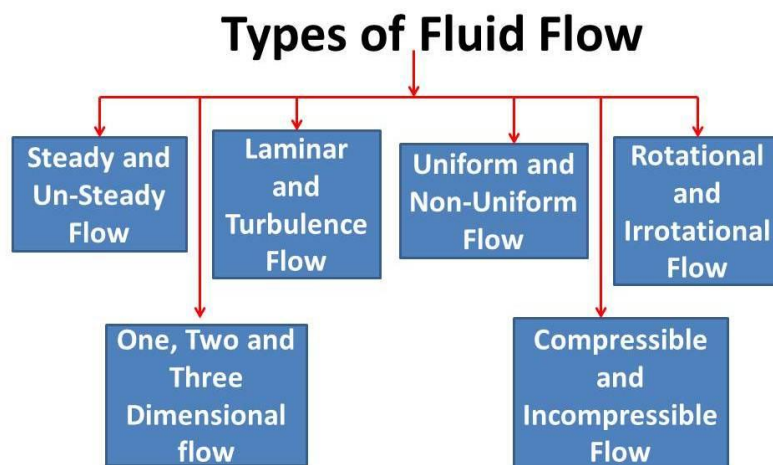 Types of Fluid Flow
Steady and
Un-Steady
Flow
Laminar
and
Turbulence
Flow
Uniform and
Non-Uniform
Flow
Rotational
and
Irrotational
Flow
One, Two and
Three
Dimensional
flow
Compressible
and
Incompressible
Flow